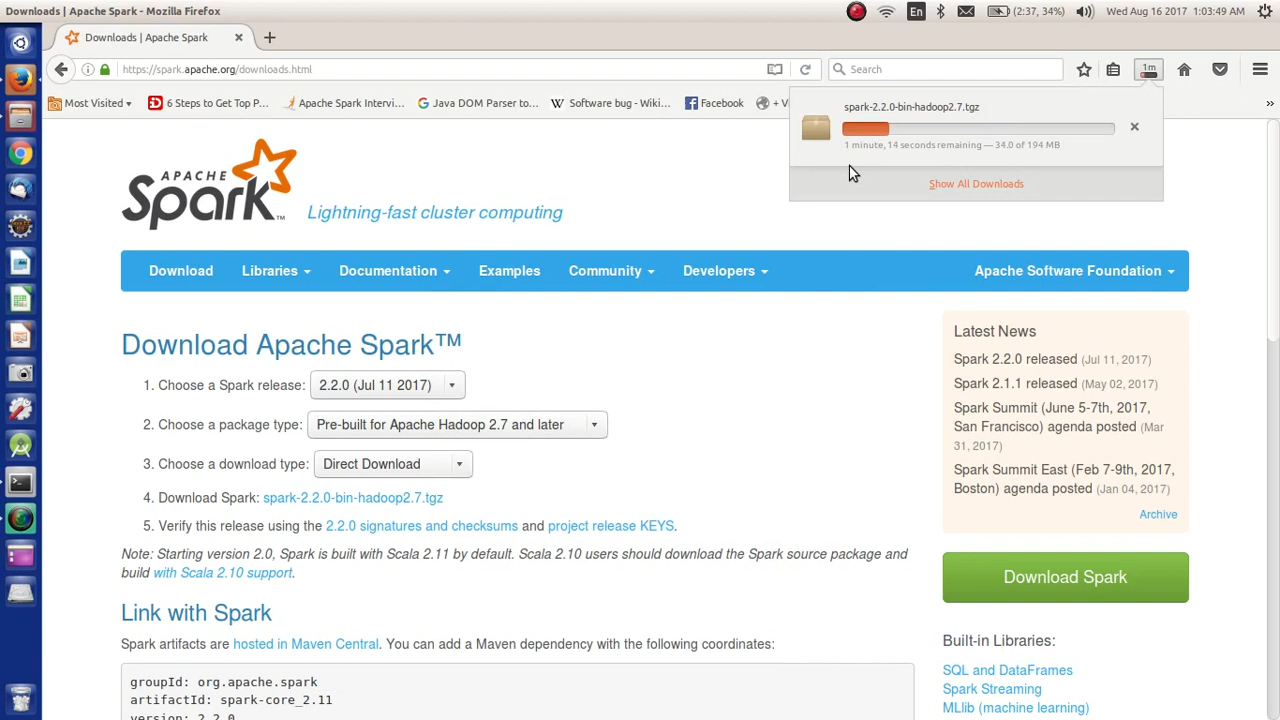 Downloads | Apache Spark - Mozilla Firefox
En
(2:37, 34%)
Wed Aug 16 2017 1:03:49 AM
Downloads | Apache Spark
https://spark.apache.org/downloads.html
Search
1m
Most Visited
6 Steps to Get Top P...
Apache Spark Intervi...
Java DOM Parser to...
Software bug - Wiki...
Facebook
+ V
spark-2.2.0-bin-hadoop2.7.tgz
1 minute, 14 seconds remaining — 34.0 of 194 MB
Show All Downloads
APACHE
Spark™
Lightning-fast cluster computing
Download
Libraries
Documentation
Examples
Community
Developers
Apache Software Foundation
Download Apache Spark™
1. Choose a Spark release: 2.2.0 (Jul 11 2017)
2. Choose a package type: Pre-built for Apache Hadoop 2.7 and later
3. Choose a download type: Direct Download
4. Download Spark: spark-2.2.0-bin-hadoop2.7.tgz
5. Verify this release using the 2.2.0 signatures and checksums and project release KEYS.
Note: Starting version 2.0, Spark is built with Scala 2.11 by default. Scala 2.10 users should download the Spark source package and
build with Scala 2.10 support.
Link with Spark
Spark artifacts are hosted in Maven Central. You can add a Maven dependency with the following coordinates:
groupId: org.apache.spark
artifactId: spark-core_2.11
version: 2.2.0
Latest News
Spark 2.2.0 released (Jul 11, 2017)
Spark 2.1.1 released (May 02, 2017)
Spark Summit (June 5-7th, 2017,
San Francisco) agenda posted (Mar
31, 2017)
Spark Summit East (Feb 7-9th, 2017,
Boston) agenda posted (Jan 04, 2017)
Archive
Download Spark
Built-in Libraries:
SQL and DataFrames
Spark Streaming
MLlib (machine learning)